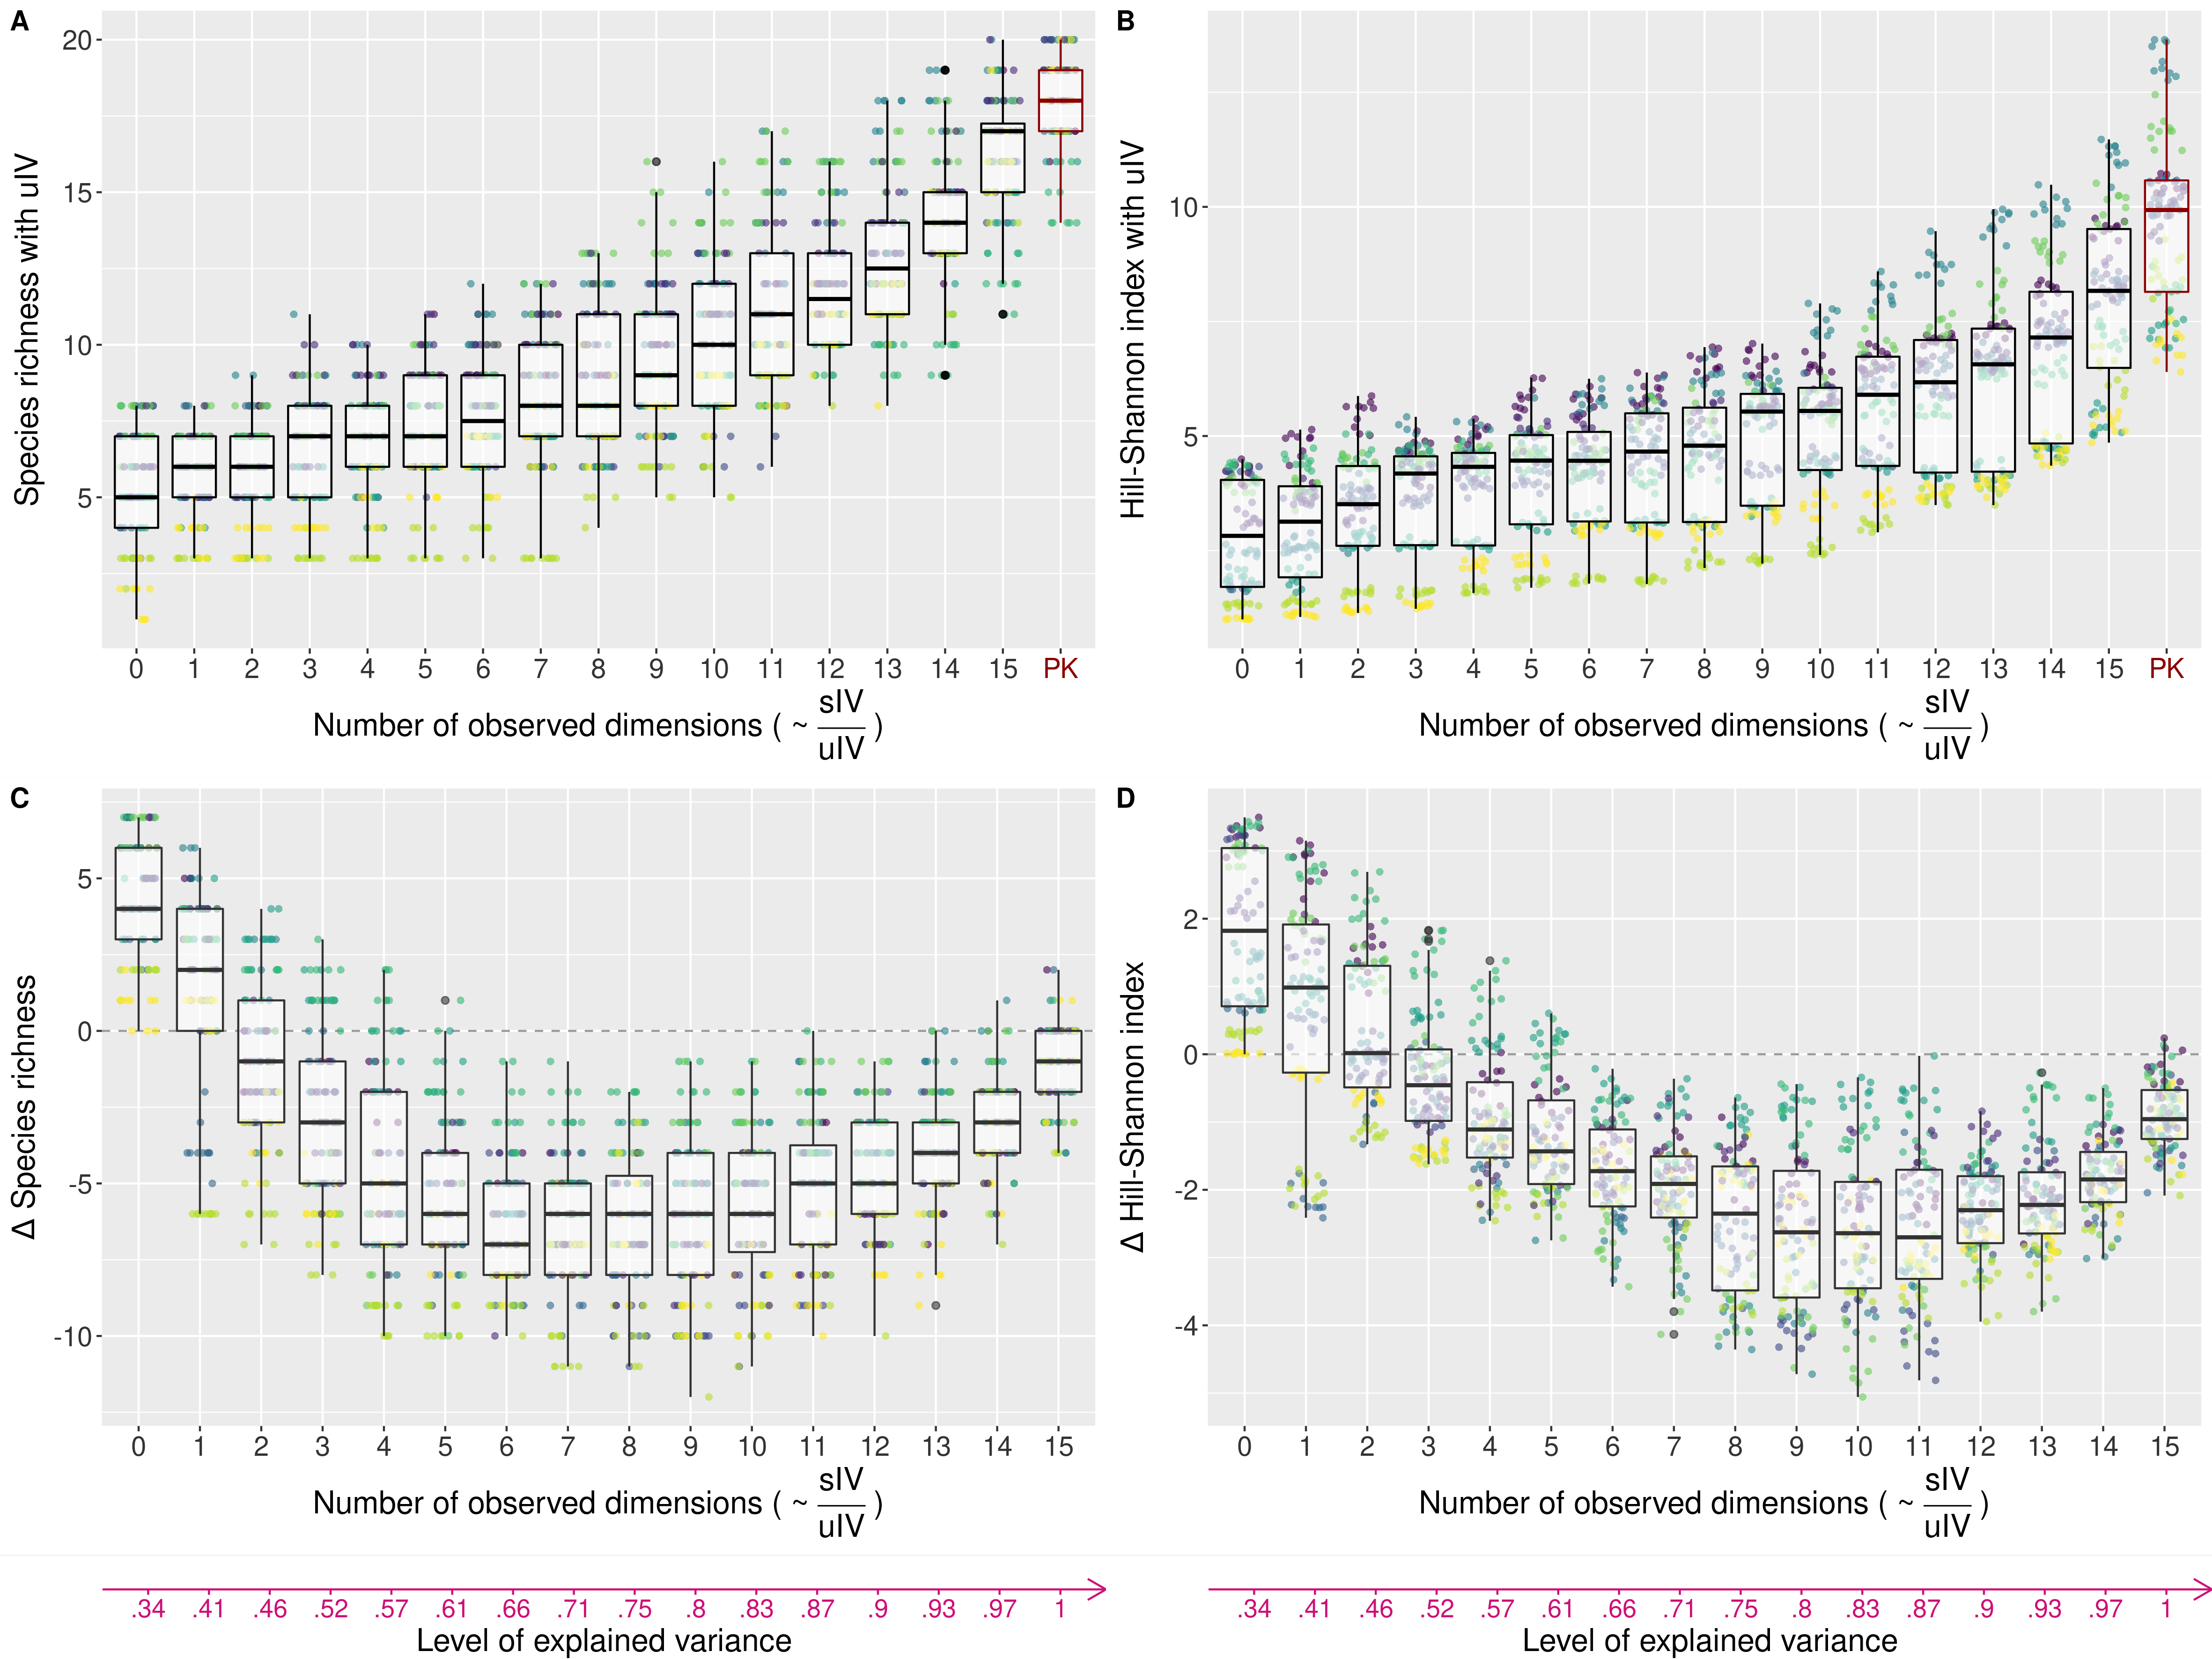 A
Species richness with uIV
20
15
10
5
0 1 2 3 4 5 6 7 8 9 10 11 12 13 14 15 PK
Number of observed dimensions ( ~ sIV
uIV )
B
Hill-Shannon index with uIV
10
5
0 1 2 3 4 5 6 7 8 9 10 11 12 13 14 15 PK
Number of observed dimensions ( ~ sIV
uIV )
C
Δ Species richness
5
0
-5
-10
0 1 2 3 4 5 6 7 8 9 10 11 12 13 14 15
Number of observed dimensions ( ~ sIV
uIV )
D
Δ Hill-Shannon index
2
0
-2
-4
0 1 2 3 4 5 6 7 8 9 10 11 12 13 14 15
Number of observed dimensions ( ~ sIV
uIV )
.34 .41 .46 .52 .57 .61 .66 .71 .75 .8 .83 .87 .9 .93 .97 1
Level of explained variance
.34 .41 .46 .52 .57 .61 .66 .71 .75 .8 .83 .87 .9 .93 .97 1
Level of explained variance